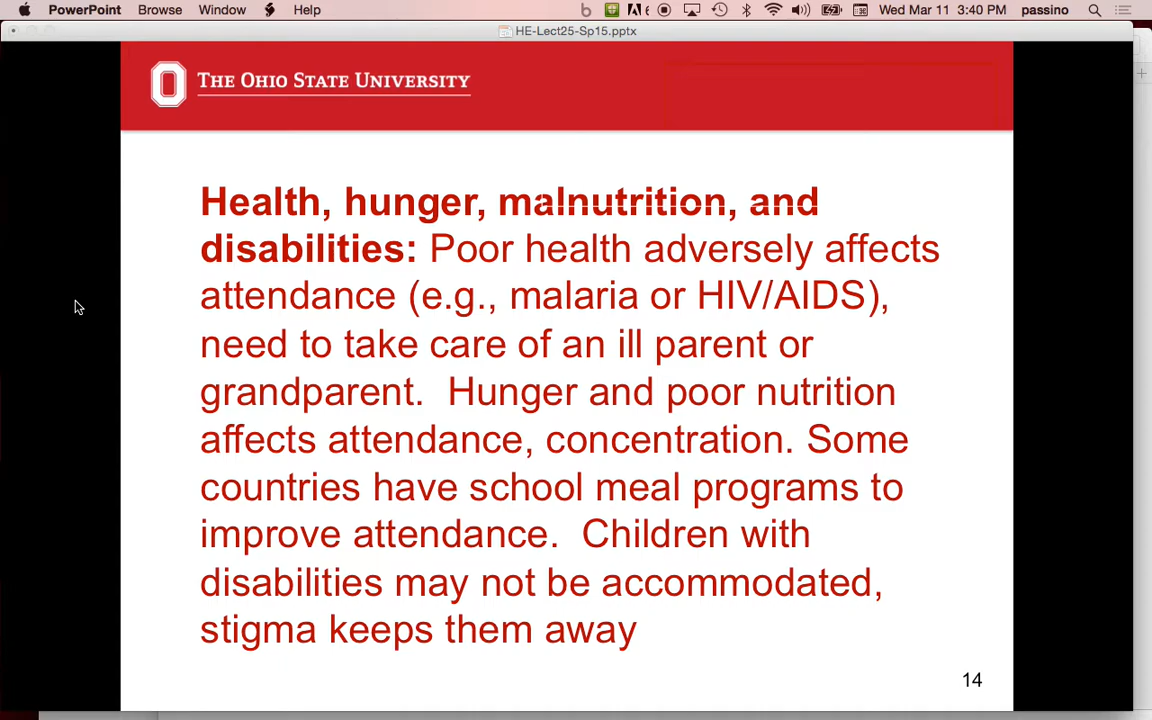 PowerPoint Browse Window Help Wed Mar 11 3:40 PM passino
HE-Lect25-Sp15.pptx
THE OHIO STATE UNIVERSITY
Health, hunger, malnutrition, and
disabilities: Poor health adversely affects
attendance (e.g., malaria or HIV/AIDS),
need to take care of an ill parent or
grandparent. Hunger and poor nutrition
affects attendance, concentration. Some
countries have school meal programs to
improve attendance. Children with
disabilities may not be accommodated,
stigma keeps them away
14